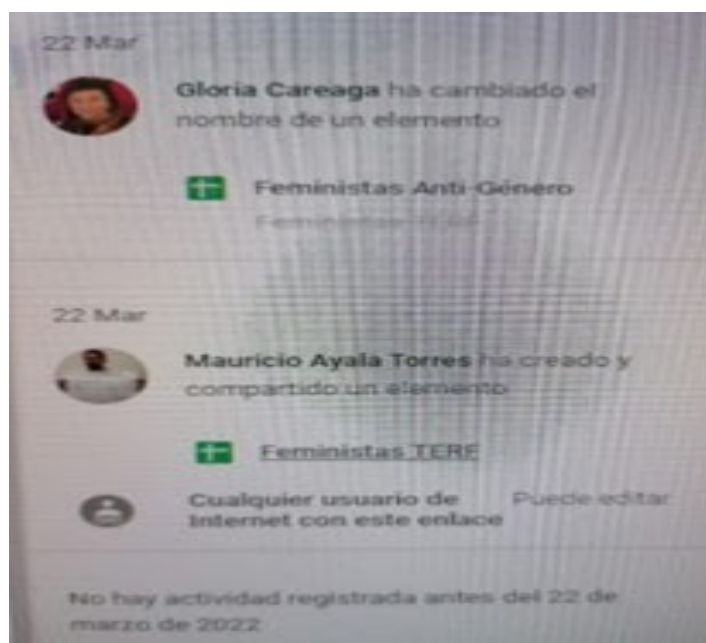 22 Mar
Gloria Careaga ha cambiado el
nombre de un elemento
Feministas Anti-Género
Feministas TERF
22 Mar
Mauricio Ayala Torres ha creado y
compartido un elemento
Feministas TERF
Cualquier usuario de Puede editar
Internet con este enlace
No hay actividad registrada antes del 22 de
marzo de 2022